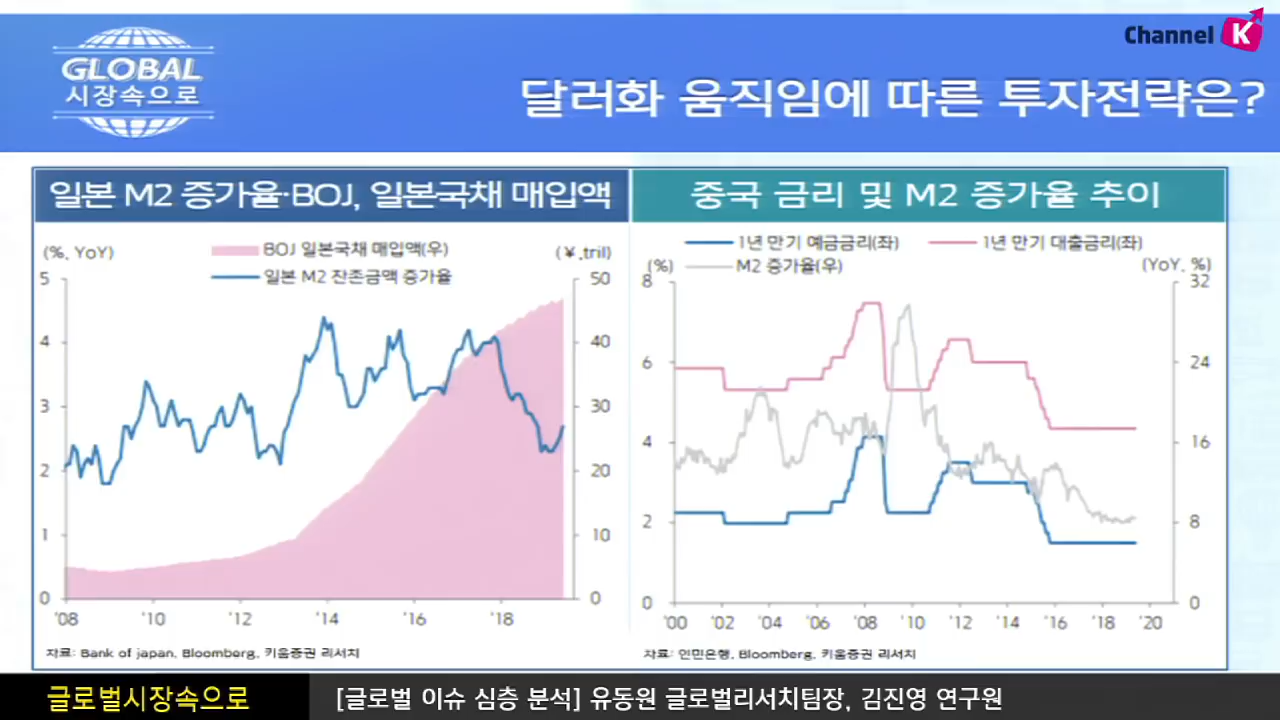 Channel K
GLOBAL
시장속으로
달러화 움직임에 따른 투자전략은?
일본 M2 증가율·BOJ, 일본국채 매입액
(%, YoY)
BOJ 일본국채 매입액(우)
일본 M2 잔존금액 증가율
(¥,tril)
5
4
3
2
1
0
50
40
30
20
10
0
'08 '10 '12 '14 '16 '18
자료: Bank of japan, Bloomberg, 키움증권 리서치
중국 금리 및 M2 증가율 추이
1년 만기 예금금리(좌) 1년 만기 대출금리(좌)
(%) M2 증가율(우) (YoY, %)
8
6
4
2
0
32
24
16
8
0
'00 '02 '04 '06 '08 '10 '12 '14 '16 '18 '20
자료: 인민은행, Bloomberg, 키움증권 리서치
글로벌시장속으로
[글로벌 이슈 심층 분석] 유동원 글로벌리서치팀장, 김진영 연구원